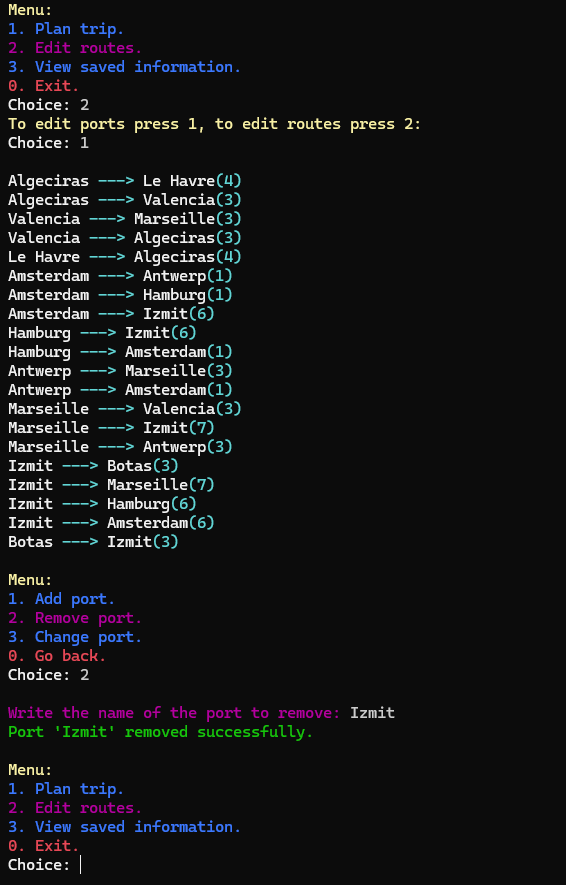 Menu:
1. Plan trip.
2. Edit routes.
3. View saved information.
0. Exit.
Choice: 2
To edit ports press 1, to edit routes press 2:
Choice: 1
Algeciras ---> Le Havre(4)
Algeciras ---> Valencia(3)
Valencia ---> Marseille(3)
Valencia ---> Algeciras(3)
Le Havre ---> Algeciras(4)
Amsterdam ---> Antwerp(1)
Amsterdam ---> Hamburg(1)
Amsterdam ---> Izmit(6)
Hamburg ---> Izmit(6)
Hamburg ---> Amsterdam(1)
Antwerp ---> Marseille(3)
Antwerp ---> Amsterdam(1)
Marseille ---> Valencia(3)
Marseille ---> Izmit(7)
Marseille ---> Antwerp(3)
Izmit ---> Botas(3)
Izmit ---> Marseille(7)
Izmit ---> Hamburg(6)
Izmit ---> Amsterdam(6)
Botas ---> Izmit(3)
Menu:
1. Add port.
2. Remove port.
3. Change port.
0. Go back.
Choice: 2
Write the name of the port to remove: Izmit
Port 'Izmit' removed successfully.
Menu:
1. Plan trip.
2. Edit routes.
3. View saved information.
0. Exit.
Choice: